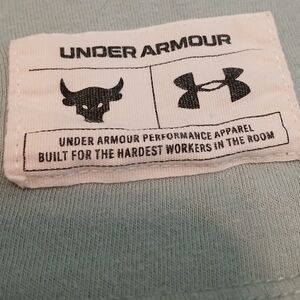 UNDER ARMOUR
UNDER ARMOUR PERFORMANCE APPAREL
BUILT FOR THE HARDEST WORKERS IN THE ROOM